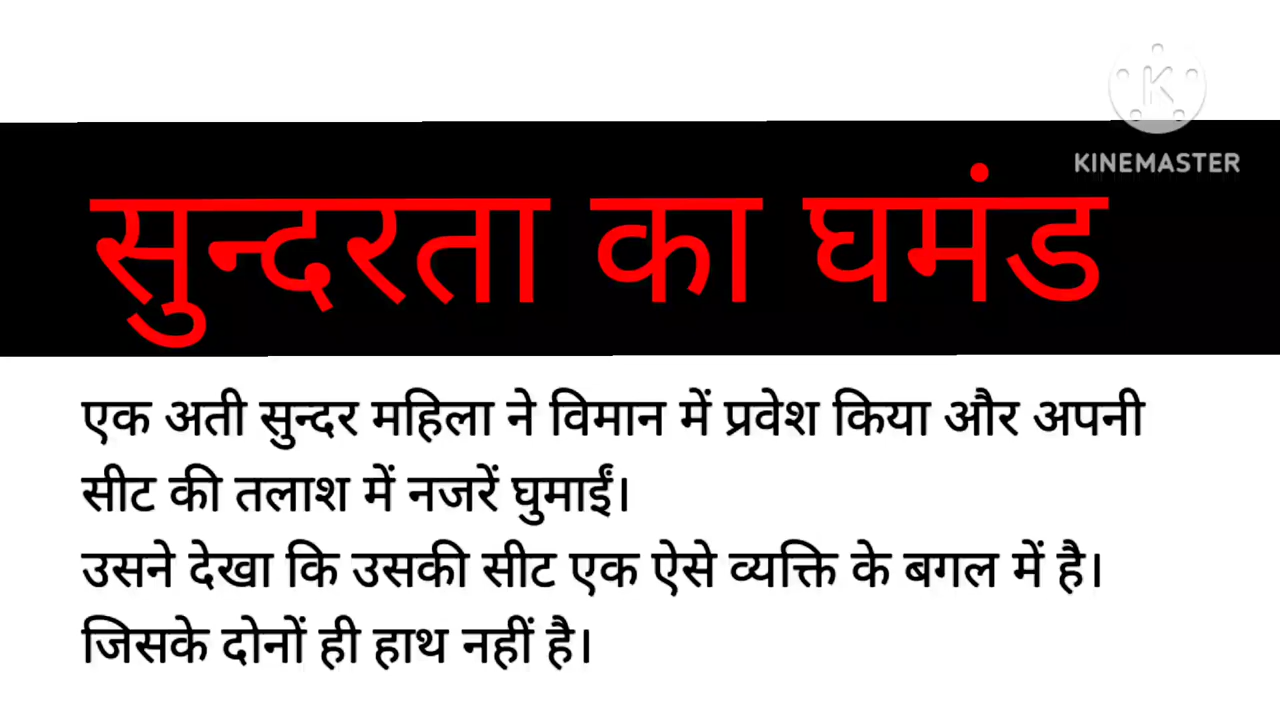 KINEMASTER
सुन्दरता का घमंड
एक अती सुन्दर महिला ने विमान में प्रवेश किया और अपनी
सीट की तलाश में नजरें घुमाईं।
उसने देखा कि उसकी सीट एक ऐसे व्यक्ति के बगल में है।
जिसके दोनों ही हाथ नहीं है।